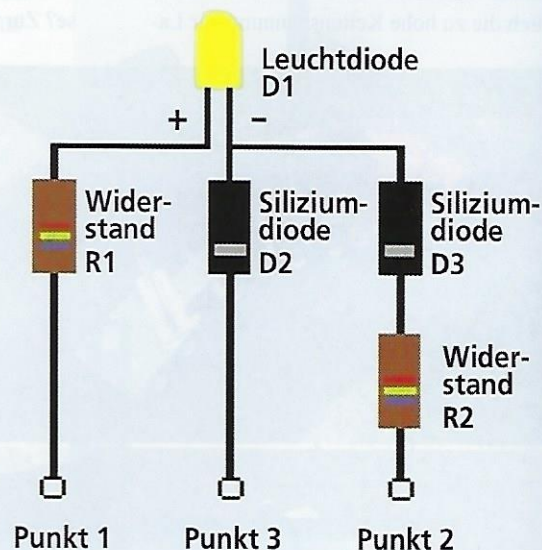 Leuchtdiode
D1
+
−
Wider-
stand
R1
Silizium-
diode
D2
Silizium-
diode
D3
Wider-
stand
R2
Punkt 1
Punkt 3
Punkt 2